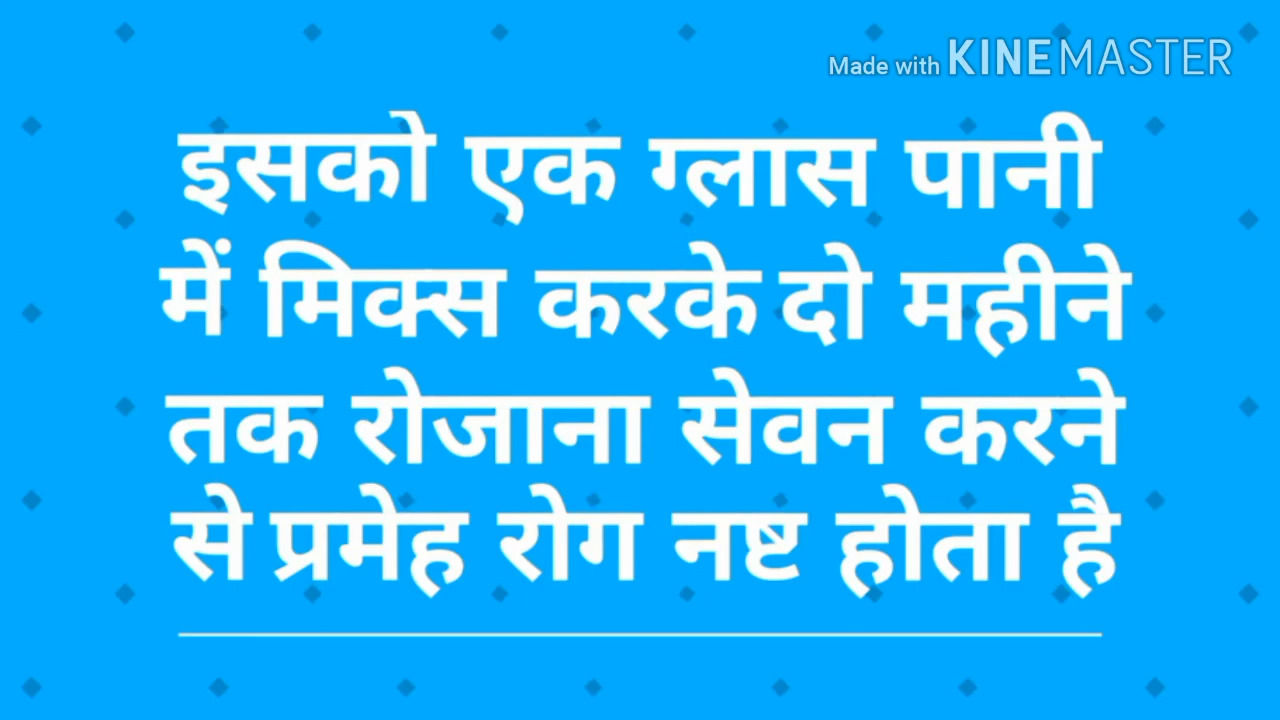 Made with KINEMASTER
इसको एक ग्लास पानी
में मिक्स करके दो महीने
तक रोजाना सेवन करने
से प्रमेह रोग नष्ट होता है